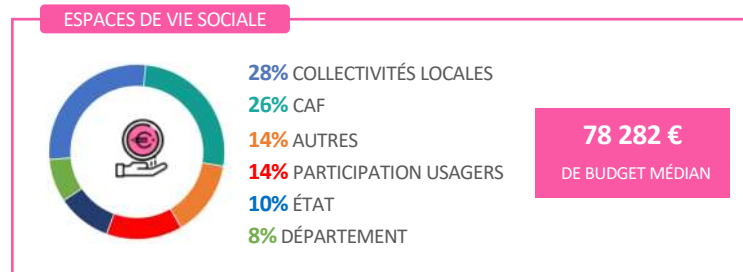 ESPACES DE VIE SOCIALE
28% COLLECTIVITÉS LOCALES
26% CAF
14% AUTRES
14% PARTICIPATION USAGERS
10% ÉTAT
8% DÉPARTEMENT
€
78 282 €
DE BUDGET MÉDIAN